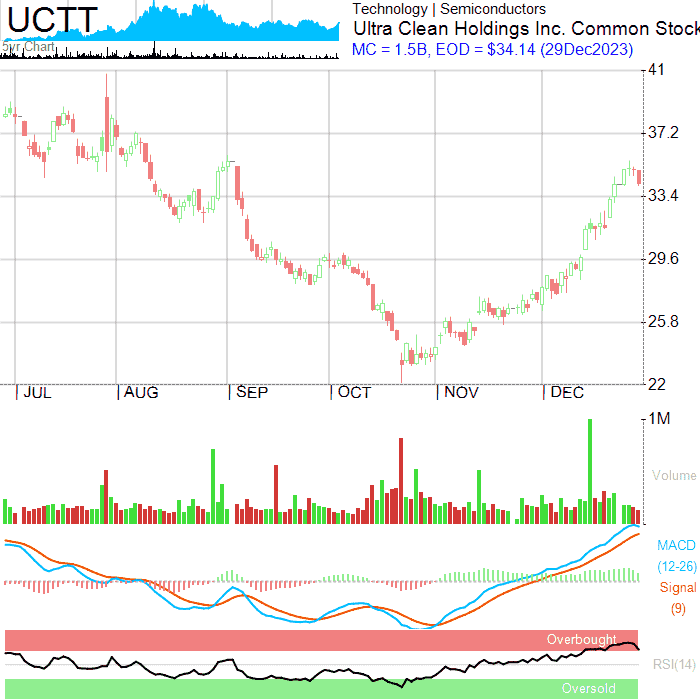 UCTT
5yr Chart
Technology | Semiconductors
Ultra Clean Holdings Inc. Common Stock
MC = 1.5B, EOD = $34.14 (29Dec2023)
41
37.2
33.4
29.6
25.8
22
JUL AUG SEP OCT NOV DEC
1M
Volume
MACD
(12-26)
Signal
(9)
Overbought
RSI(14)
Oversold